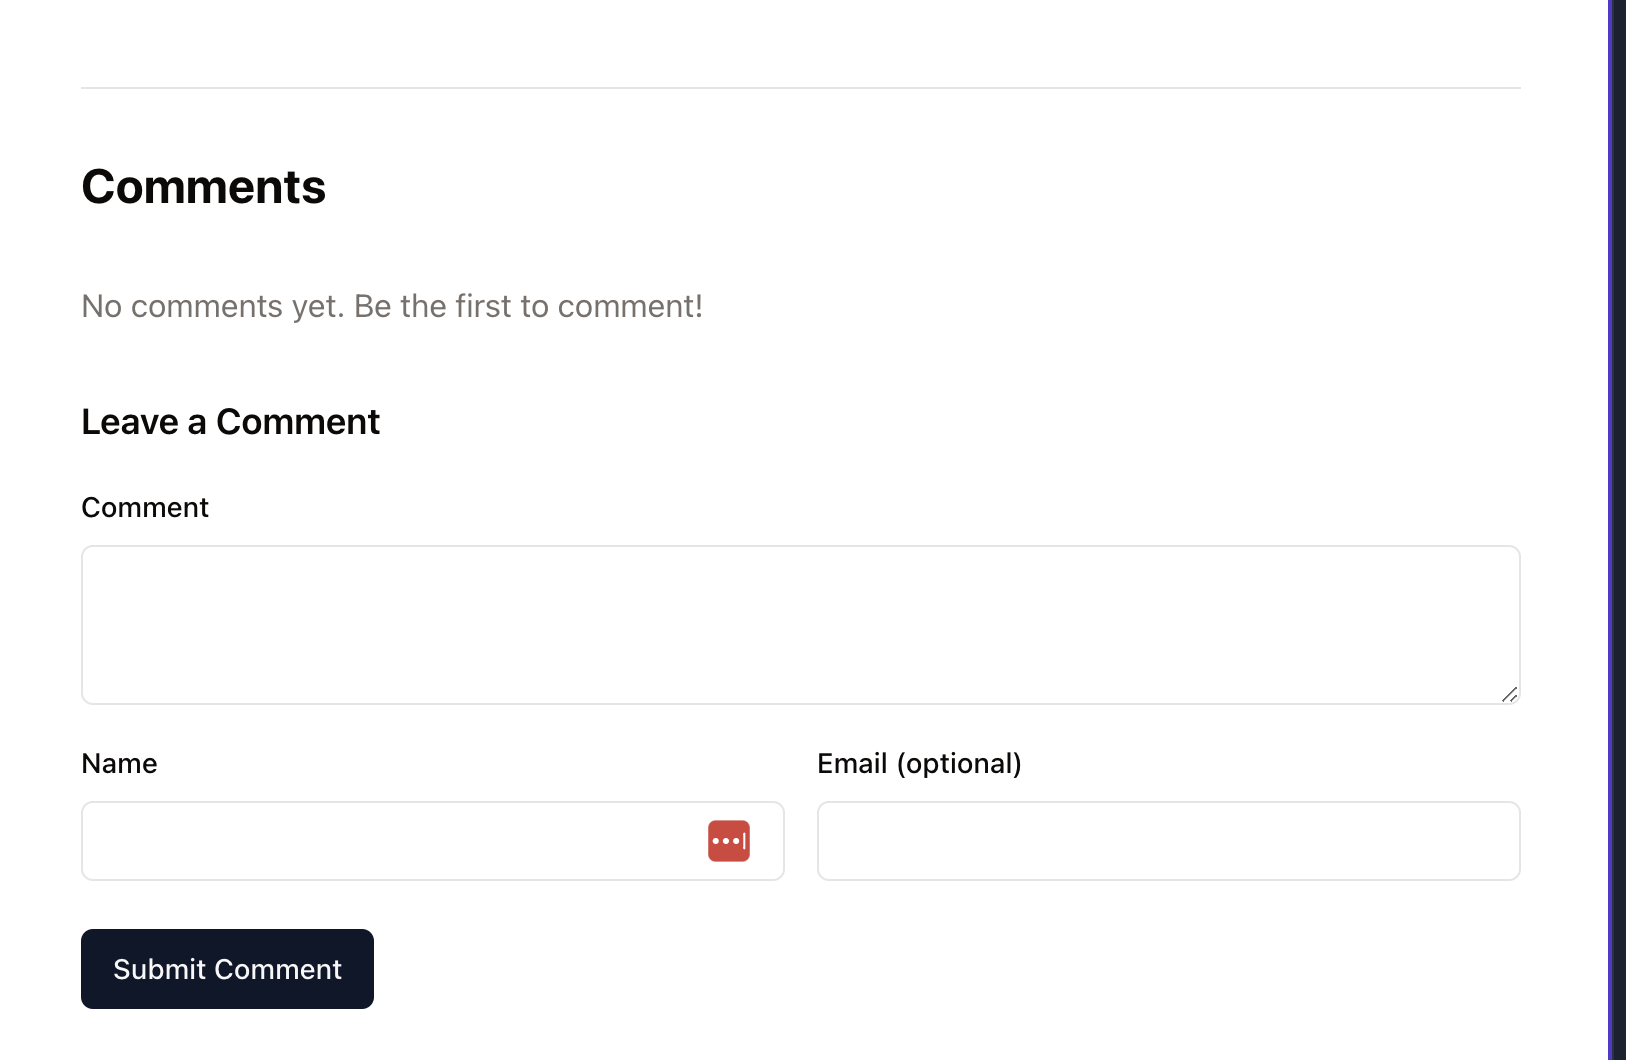 Comments
No comments yet. Be the first to comment!
Leave a Comment
Comment
Name
Email (optional)
Submit Comment